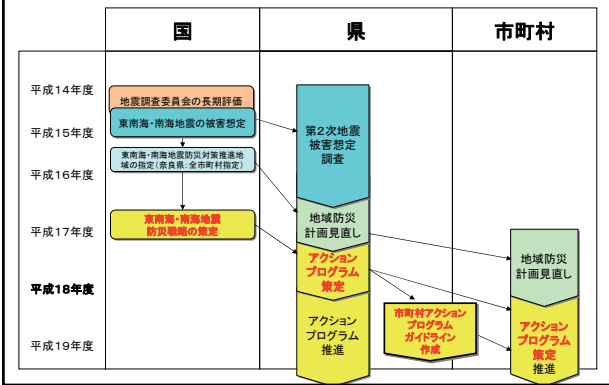 国
県
市町村
平成14年度
平成15年度
平成16年度
平成17年度
平成18年度
平成19年度
地震調査委員会の長期評価
東南海・南海地震の被害想定
東南海・南海地震防災対策推進地
域の指定(奈良県:全市町村指定)
東南海・南海地震
防災戦略の策定
第2次地震
被害想定
調査
地域防災
計画見直し
アクション
プログラム
策定
アクション
プログラム
推進
市町村アクション
プログラム
ガイドライン
作成
地域防災
計画見直し
アクション
プログラム
策定
推進